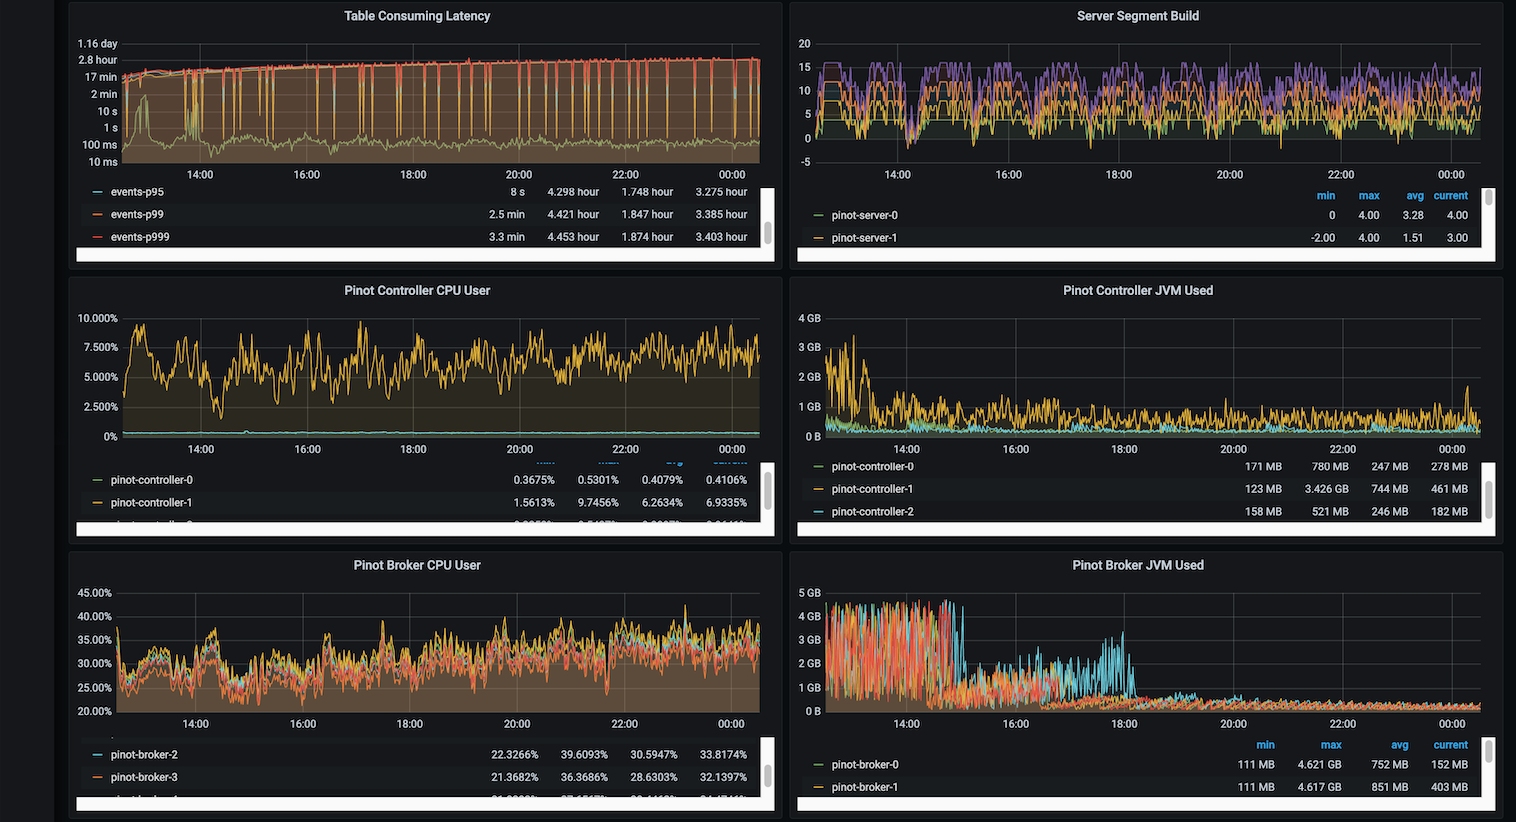 Table Consuming Latency
1.16 day
2.8 hour
17 min
2 min
10 s
1 s
100 ms
10 ms
14:00 16:00 18:00 20:00 22:00 00:00
events-p95 8 s 4.298 hour 1.748 hour 3.275 hour
events-p99 2.5 min 4.421 hour 1.847 hour 3.385 hour
events-p999 3.3 min 4.453 hour 1.874 hour 3.403 hour
Server Segment Build
20
15
10
5
0
-5
14:00 16:00 18:00 20:00 22:00 00:00
min max avg current
pinot-server-0 0 4.00 3.28 4.00
pinot-server-1 -2.00 4.00 1.51 3.00
Pinot Controller CPU User
10.000%
7.500%
5.000%
2.500%
0%
14:00 16:00 18:00 20:00 22:00 00:00
pinot-controller-0 0.3675% 0.5301% 0.4079% 0.4106%
pinot-controller-1 1.5613% 9.7456% 6.2634% 6.9335%
Pinot Controller JVM Used
4 GB
3 GB
2 GB
1 GB
0 B
14:00 16:00 18:00 20:00 22:00 00:00
pinot-controller-0 171 MB 780 MB 247 MB 278 MB
pinot-controller-1 123 MB 3.426 GB 744 MB 461 MB
pinot-controller-2 158 MB 521 MB 246 MB 182 MB
Pinot Broker CPU User
45.00%
40.00%
35.00%
30.00%
25.00%
20.00%
14:00 16:00 18:00 20:00 22:00 00:00
pinot-broker-2 22.3266% 39.6093% 30.5947% 33.8174%
pinot-broker-3 21.3682% 36.3686% 28.6303% 32.1397%
Pinot Broker JVM Used
5 GB
4 GB
3 GB
2 GB
1 GB
0 B
14:00 16:00 18:00 20:00 22:00 00:00
min max avg current
pinot-broker-0 111 MB 4.621 GB 752 MB 152 MB
pinot-broker-1 111 MB 4.617 GB 851 MB 403 MB